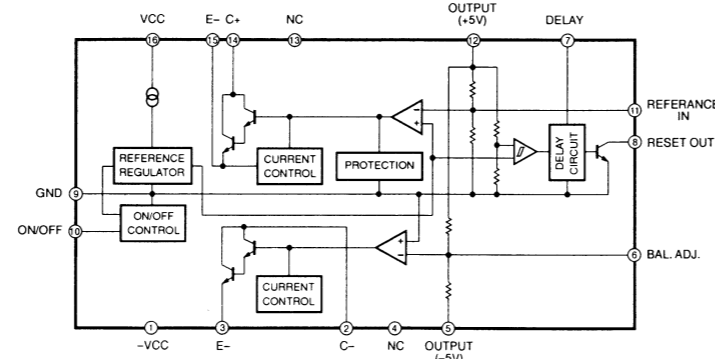 VCC
E– C+
NC
OUTPUT
(+5V)
DELAY
16
15
14
13
12
7
REFERANCE
IN
11
RESET OUT
8
REFERENCE
REGULATOR
CURRENT
CONTROL
PROTECTION
DELAY
CIRCUIT
–
+
GND
9
ON/OFF
10
ON/OFF
CONTROL
+
–
6
BAL. ADJ.
CURRENT
CONTROL
1
3
2
4
5
–VCC
E–
C–
NC
OUTPUT
(–5V)